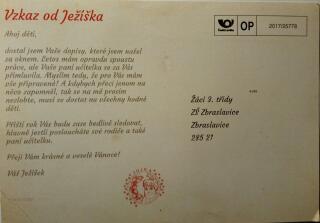 Vzkaz od Ježíška
Ahoj děti,
dostal jsem Vaše dopisy, které jsem našel
za oknem. Letos mám opravdu spoustu
práce, ale Vaše paní učitelka se za Vás
přimluvila. Myslím tedy, že pro Vás mám
vše připravené! A kdybych přeci jenom na
něco zapomněl, tak se na mě prosím
nezlobte, musí se dostat na všechny hodné
děti.
Příští rok Vás budu zase bedlivě sledovat,
hlavně jestli posloucháte své rodiče a také
paní učitelku.
Přeji Vám krásné a veselé Vánoce!
Váš Ježíšek
OP
2017/35778
Žáci 3. třídy
ZŠ Zbraslavice
Zbraslavice
285 21